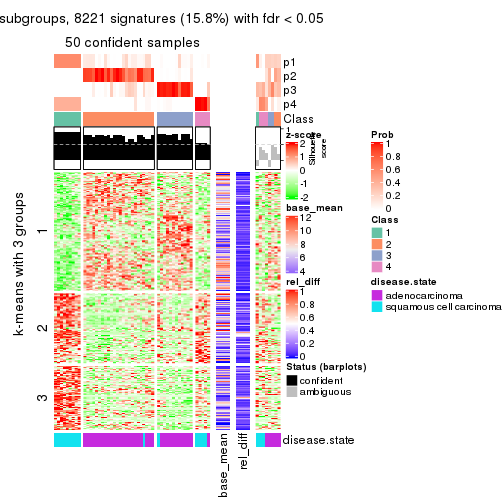 subgroups, 8221 signatures (15.8%) with fdr < 0.05
50 confident samples
p1
p2
p3
p4
Class
1
Silhouette
score
z-score
2
1
0
-1
-2
base_mean
12
10
8
6
4
rel_diff
1
0.8
0.6
0.4
0.2
0
Status (barplots)
confident
ambiguous
Prob
1
0.8
0.6
0.4
0.2
0
Class
1
2
3
4
disease.state
adenocarcinoma
squamous cell carcinoma
k-means with 3 groups
1
2
3
disease.state
base_mean
rel_diff